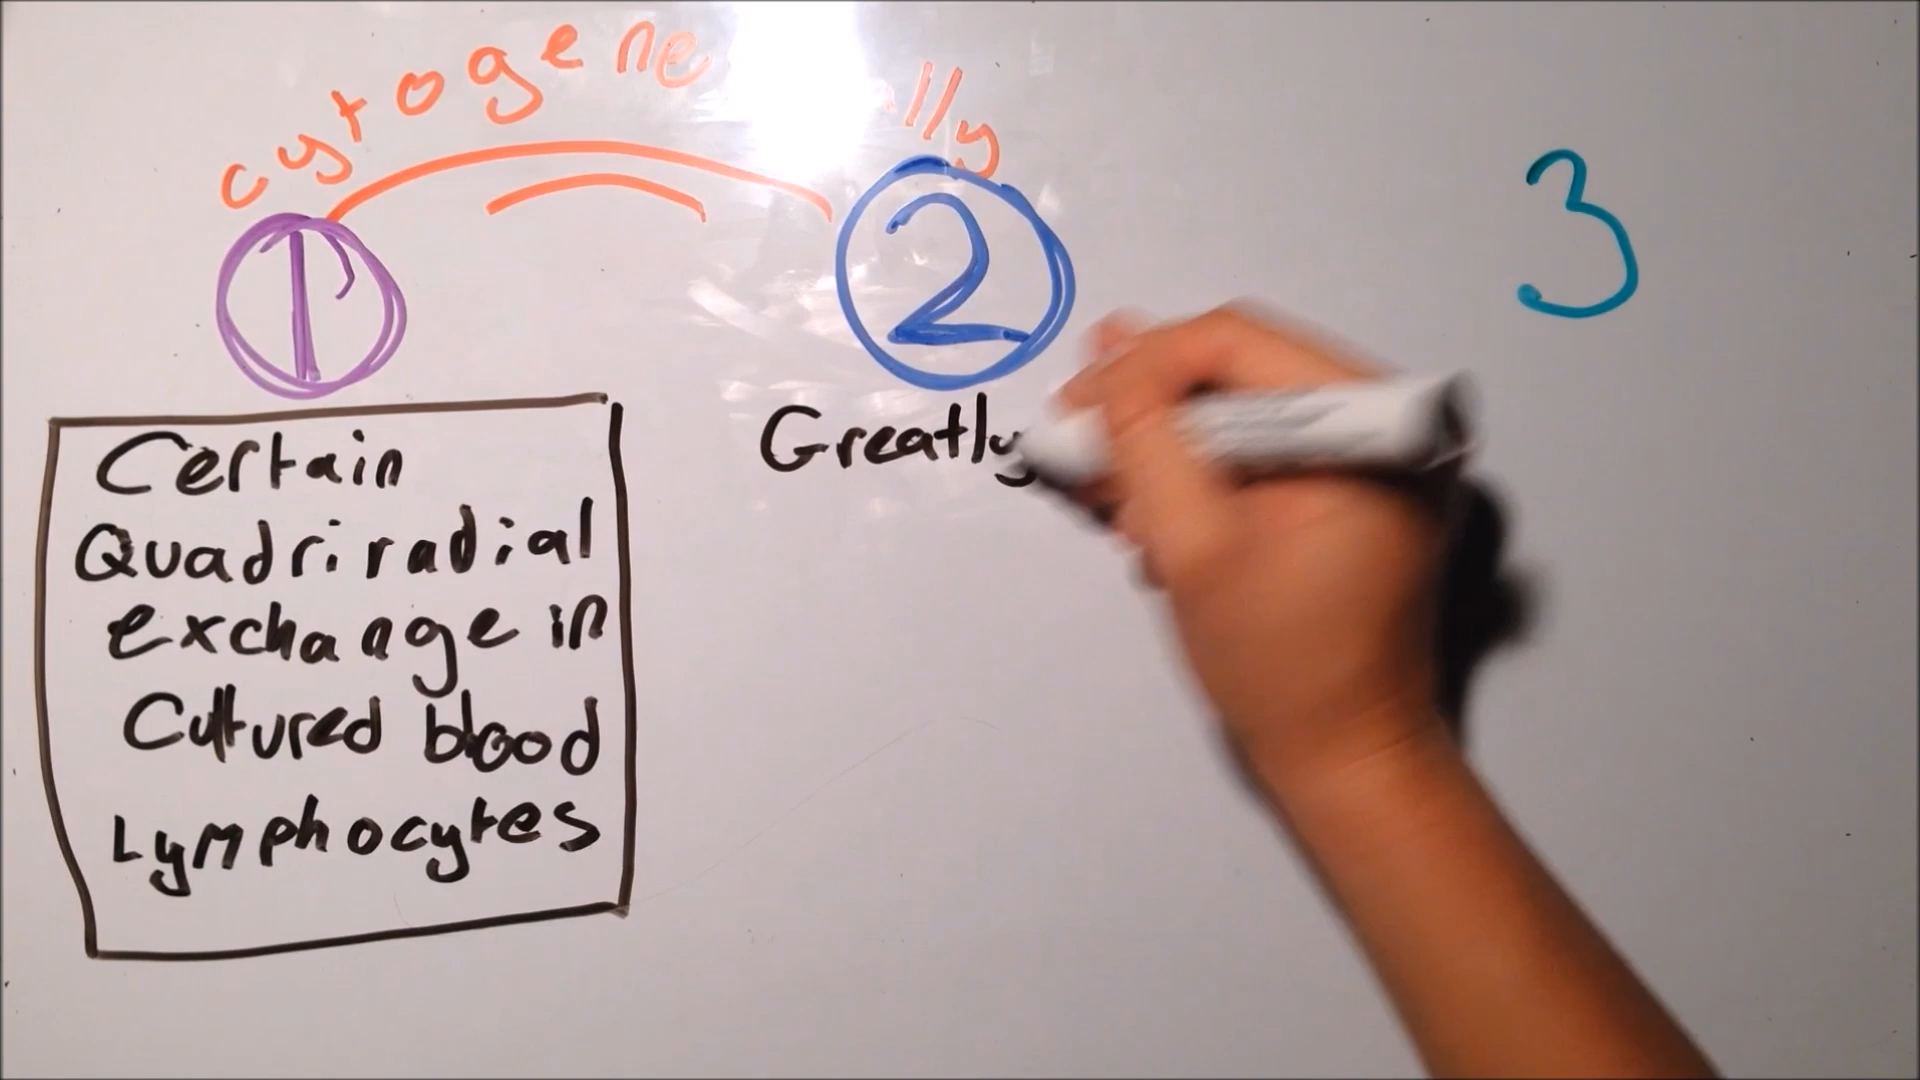 cytogene lly
1
2
3
Certain
Quadriradial
exchange in
Cultured blood
Lymphocytes
Greatly